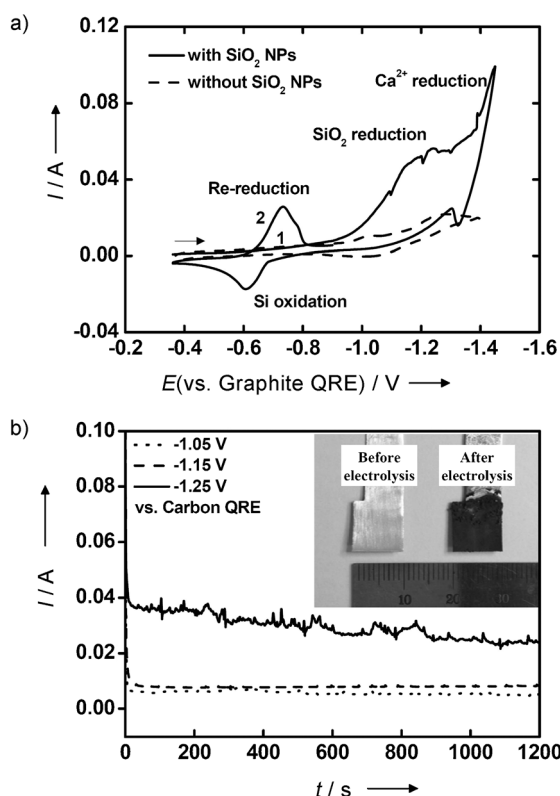 a)
0.12
0.08
0.04
0.00
-0.04
I / A
with SiO₂ NPs
without SiO₂ NPs
Ca²⁺ reduction
SiO₂ reduction
Re-reduction
2
1
Si oxidation
-0.2 -0.4 -0.6 -0.8 -1.0 -1.2 -1.4 -1.6
E(vs. Graphite QRE) / V
b)
0.10
0.08
0.06
0.04
0.02
0.00
I / A
-1.05 V
-1.15 V
-1.25 V
vs. Carbon QRE
Before electrolysis
After electrolysis
10 20 30
0 200 400 600 800 1000 1200
t / s